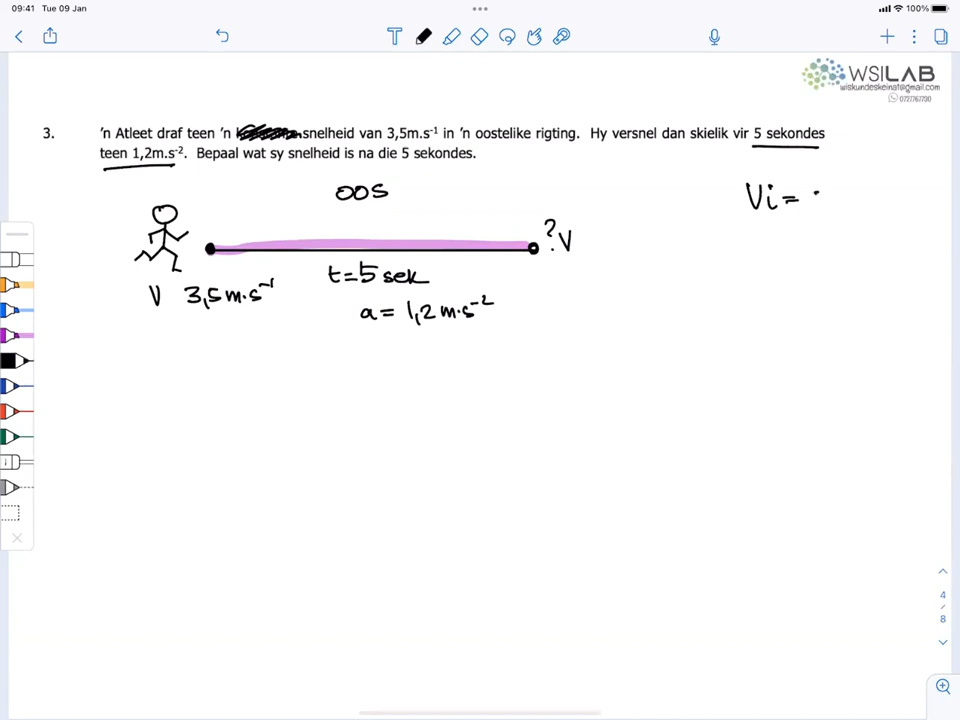 09:41 Tue 09 Jan
100%
T
WSILAB
wiskundeskeinat@gmail.com
0727767730
3. 'n Atleet draf teen 'n snelheid van 3,5m.s⁻¹ in 'n oostelike rigting. Hy versnel dan skielik vir 5 sekondes
teen 1,2m.s⁻². Bepaal wat sy snelheid is na die 5 sekondes.
OOS
Vi =
? V
t=5 sek
V 3,5m·s⁻¹
a = 1,2 m·s⁻²
4
/
8